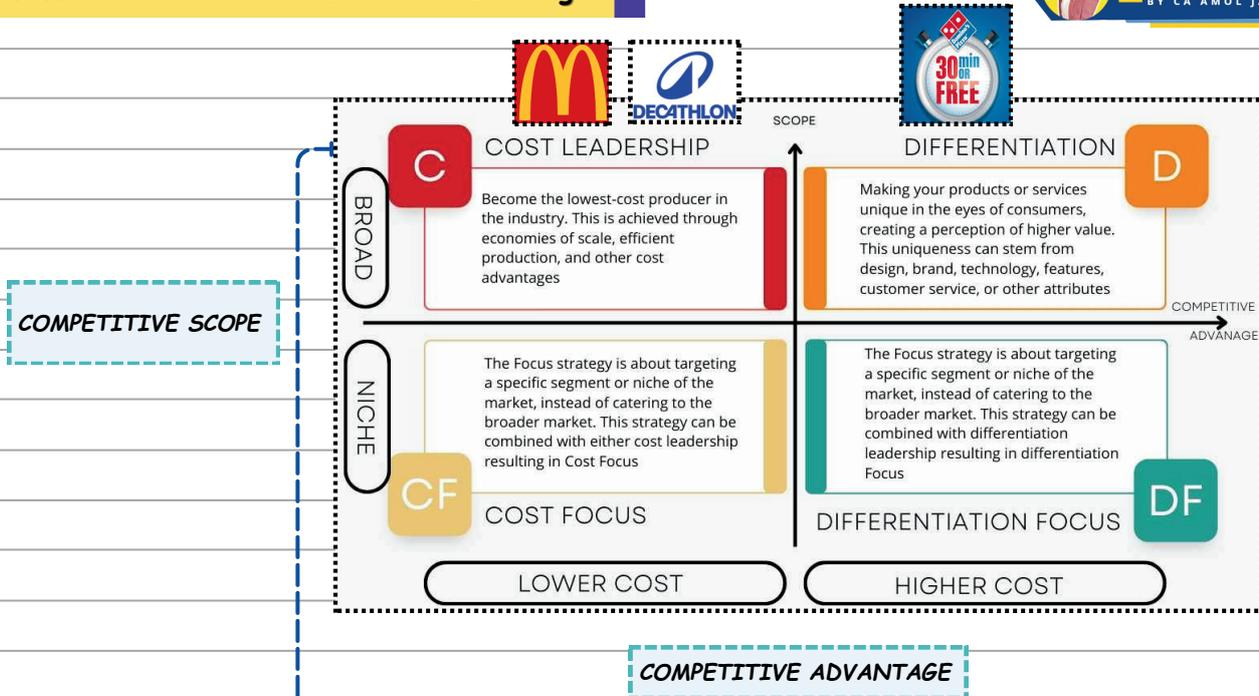 BY CA AMOL J
DECATHLON
Domino's Pizza
30 min
OR
FREE
SCOPE
C
COST LEADERSHIP
DIFFERENTIATION
D
BROAD
Become the lowest-cost producer in
the industry. This is achieved through
economies of scale, efficient
production, and other cost
advantages
Making your products or services
unique in the eyes of consumers,
creating a perception of higher value.
This uniqueness can stem from
design, brand, technology, features,
customer service, or other attributes
COMPETITIVE SCOPE
COMPETITIVE
ADVANAGE
NICHE
The Focus strategy is about targeting
a specific segment or niche of the
market, instead of catering to the
broader market. This strategy can be
combined with either cost leadership
resulting in Cost Focus
The Focus strategy is about targeting
a specific segment or niche of the
market, instead of catering to the
broader market. This strategy can be
combined with differentiation
leadership resulting in differentiation
Focus
CF
COST FOCUS
DIFFERENTIATION FOCUS
DF
LOWER COST
HIGHER COST
COMPETITIVE ADVANTAGE